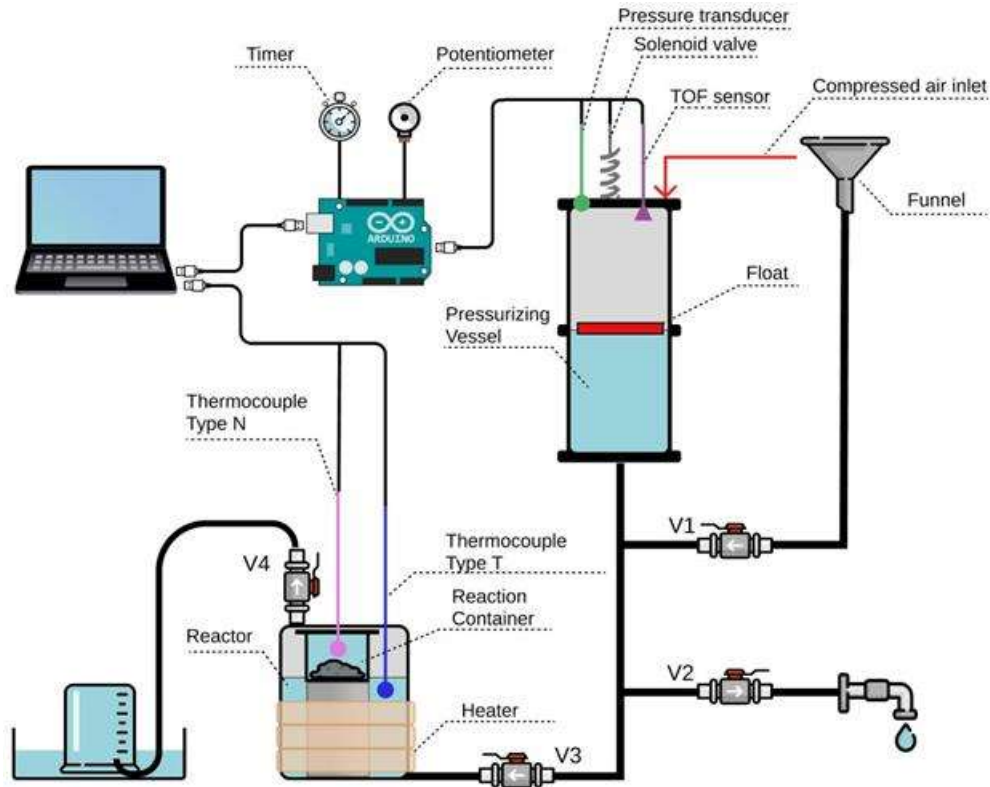 Pressure transducer
Solenoid valve
Timer
Potentiometer
TOF sensor
Compressed air inlet
ARDUINO
Funnel
Float
Pressurizing
Vessel
Thermocouple
Type N
V1
Thermocouple
Type T
V4
Reaction
Container
Reactor
V2
Heater
V3